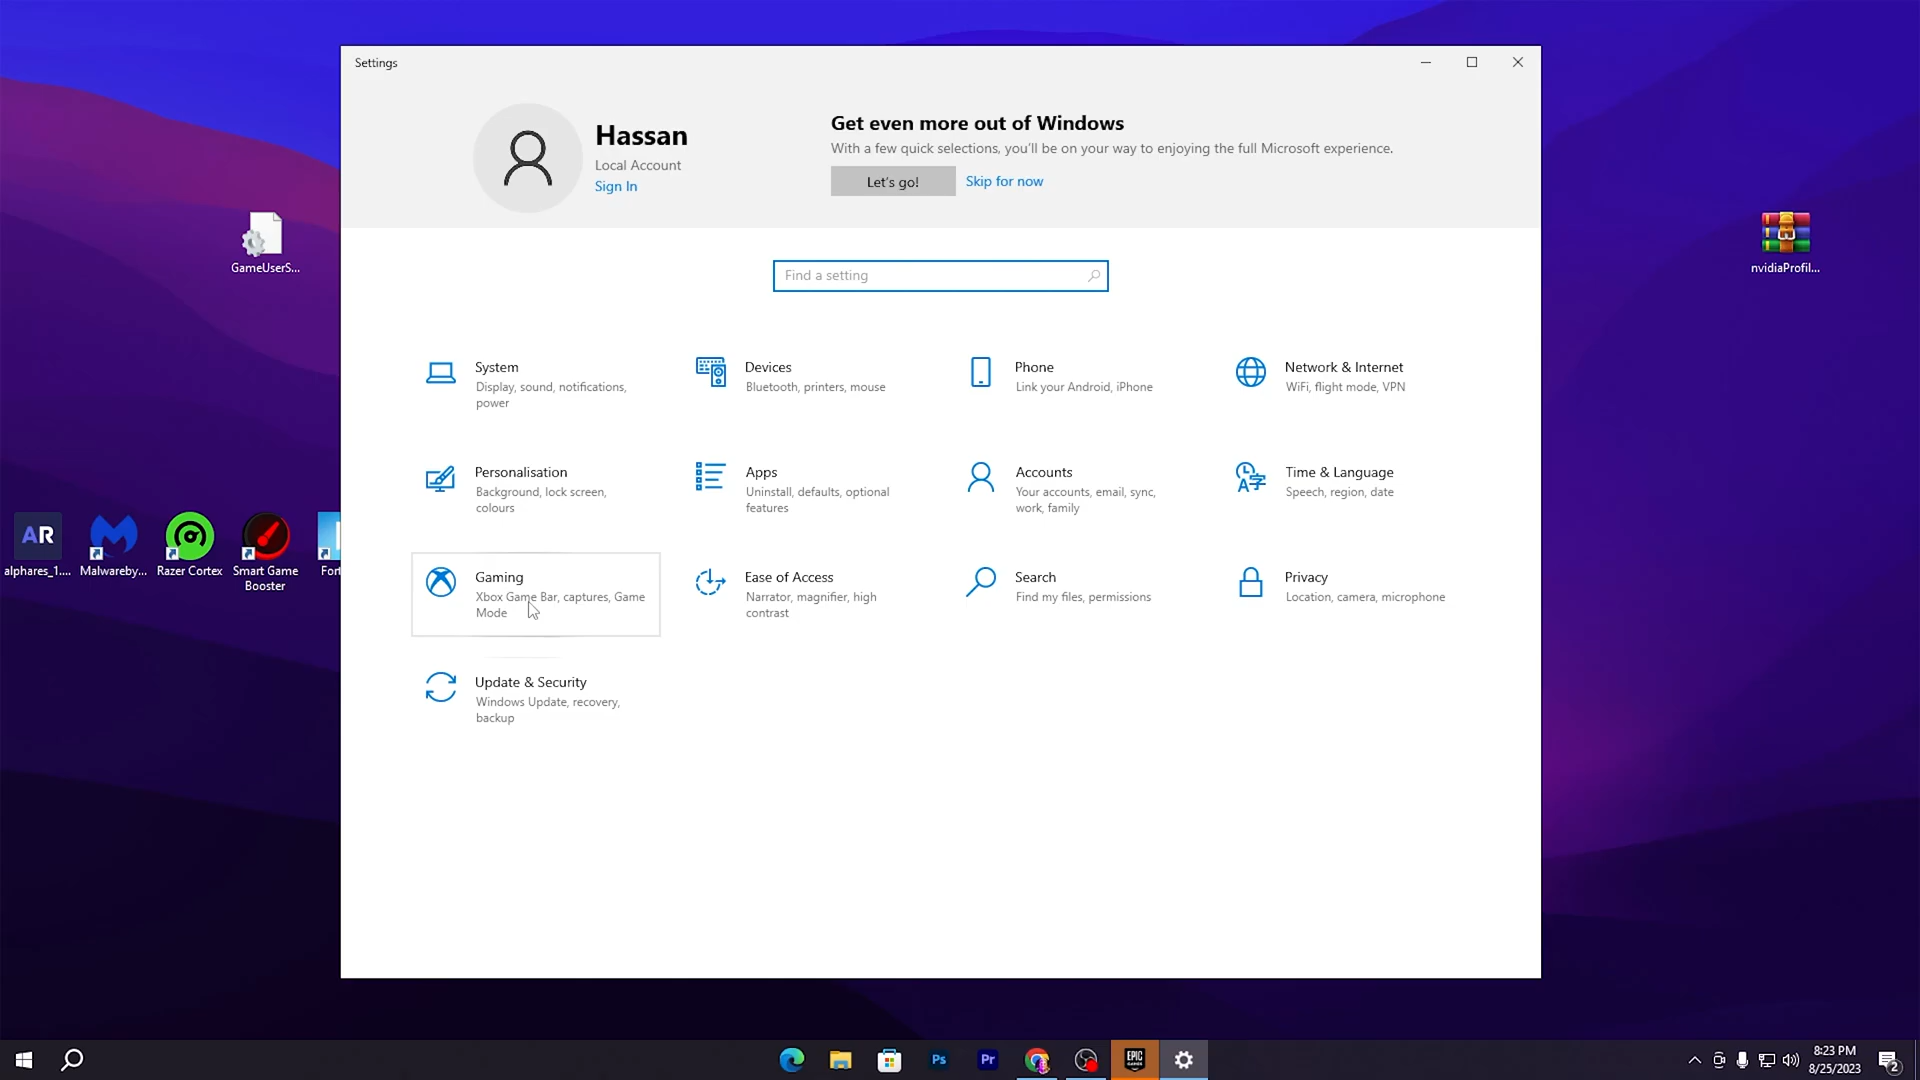 Settings
Hassan
Local Account
Sign In
Get even more out of Windows
With a few quick selections, you'll be on your way to enjoying the full Microsoft experience.
Let's go!
Skip for now
Find a setting
System
Display, sound, notifications,
power
Devices
Bluetooth, printers, mouse
Phone
Link your Android, iPhone
Network & Internet
WiFi, flight mode, VPN
Personalisation
Background, lock screen,
colours
Apps
Uninstall, defaults, optional
features
Accounts
Your accounts, email, sync,
work, family
Time & Language
Speech, region, date
Gaming
Xbox Game Bar, captures, Game
Mode
Ease of Access
Narrator, magnifier, high
contrast
Search
Find my files, permissions
Privacy
Location, camera, microphone
Update & Security
Windows Update, recovery,
backup
GameUserS...
nvidiaProfil...
AR
alphares_1....
Malwareby...
Razer Cortex
Smart Game
Booster
Fort
Ps
Pr
EPIC
GAMES
8:23 PM
8/25/2023
2